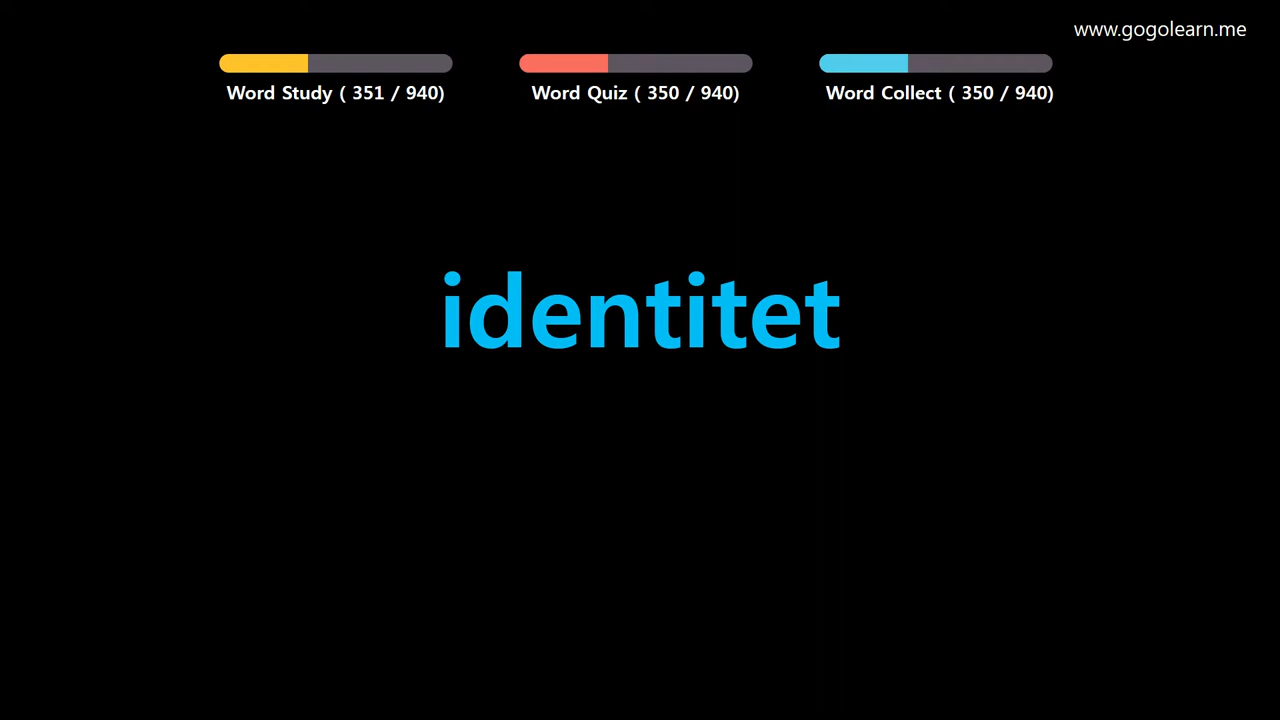 www.gogolearn.me
Word Study ( 351 / 940)
Word Quiz ( 350 / 940)
Word Collect ( 350 / 940)
identitet